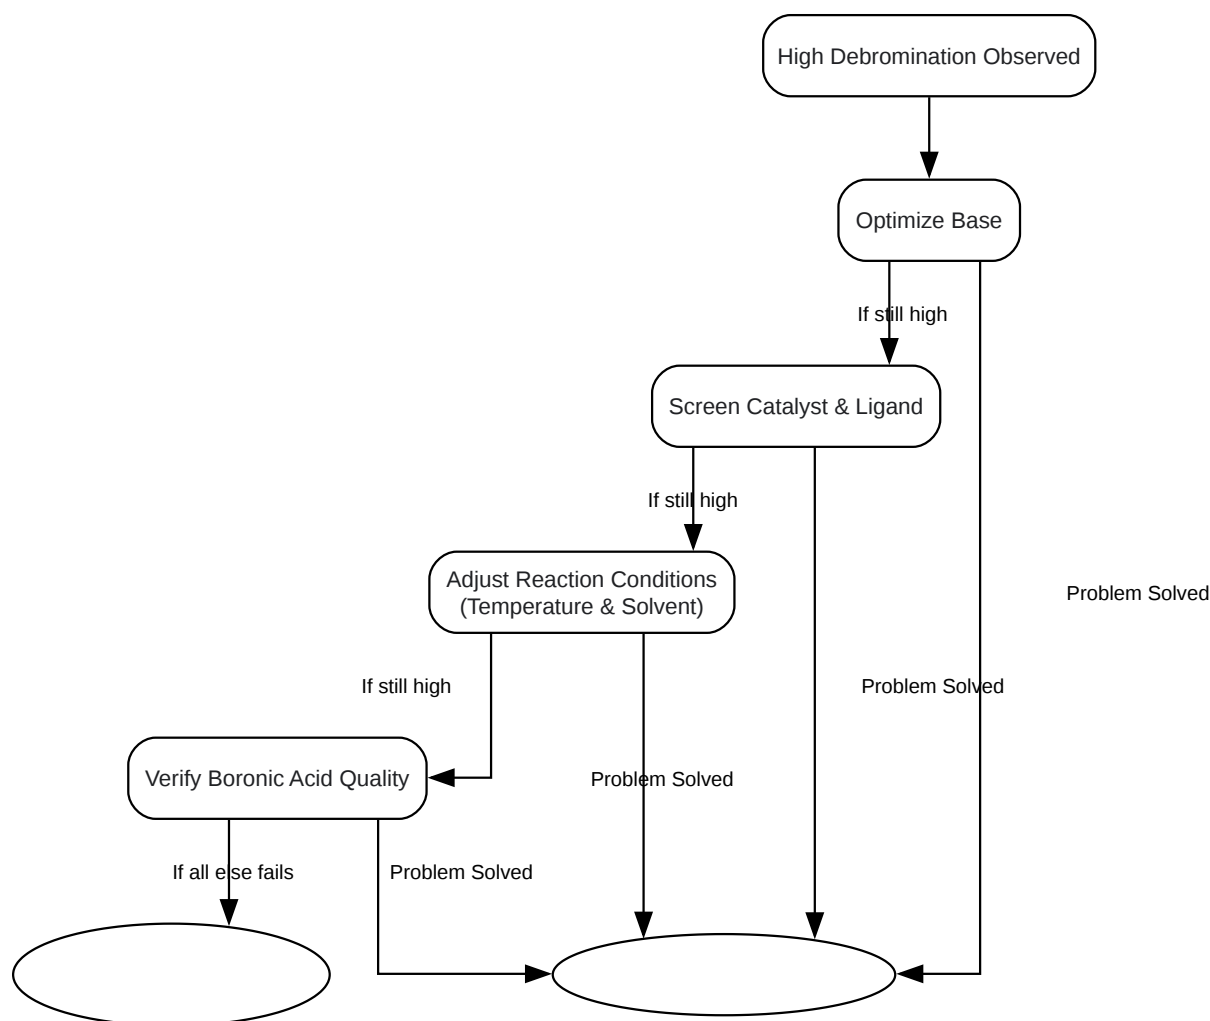 High Debromination Observed
Optimize Base
If still high
Screen Catalyst & Ligand
If still high
Adjust Reaction Conditions
(Temperature & Solvent)
Problem Solved
If still high
Problem Solved
Verify Boronic Acid Quality
Problem Solved
If all else fails
Problem Solved